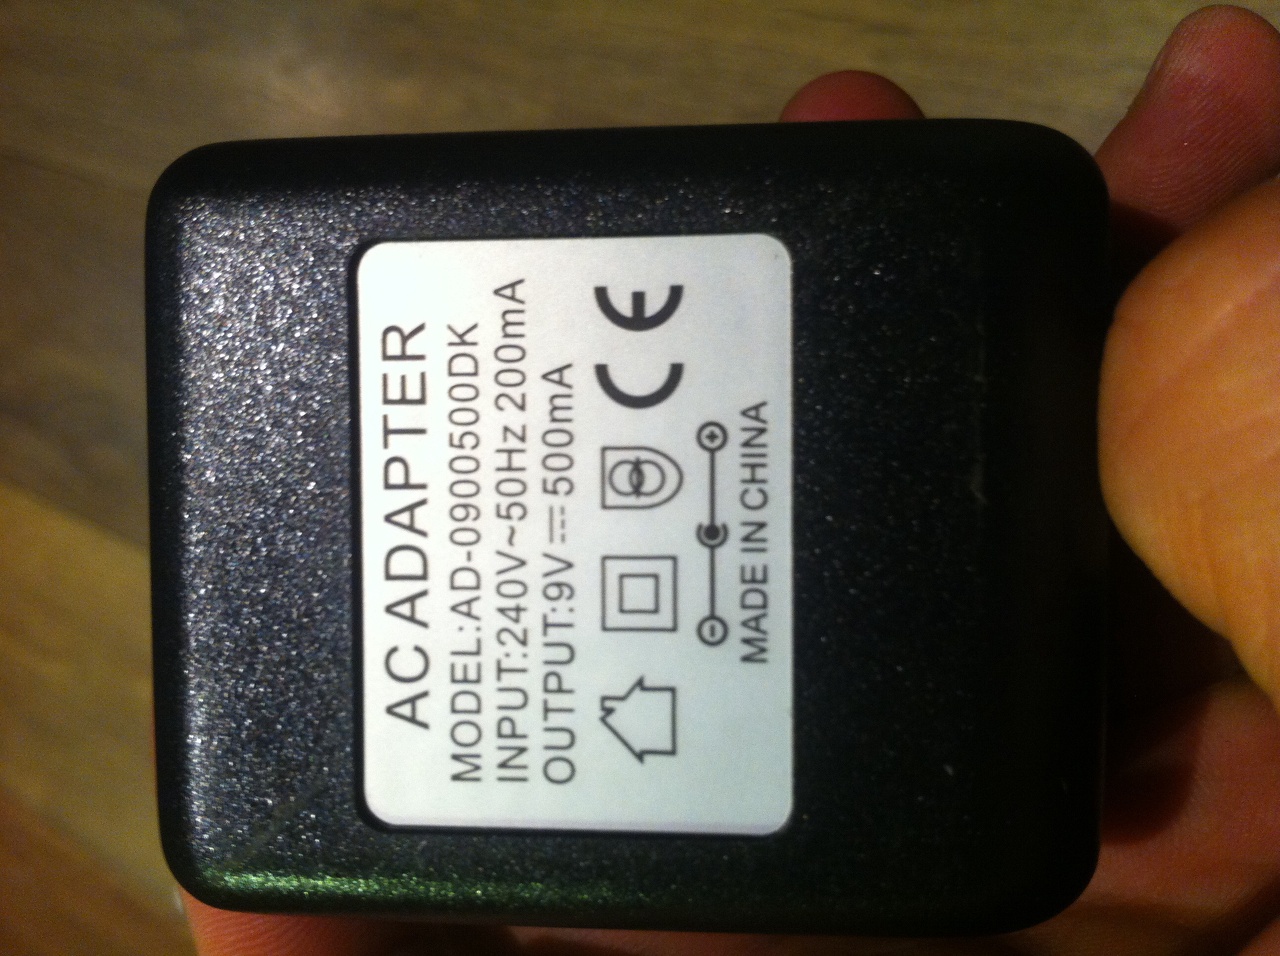 AC ADAPTER
MODEL:AD-0900500DK
INPUT:240V~50Hz 200mA
OUTPUT:9V⎓500mA
CE
MADE IN CHINA